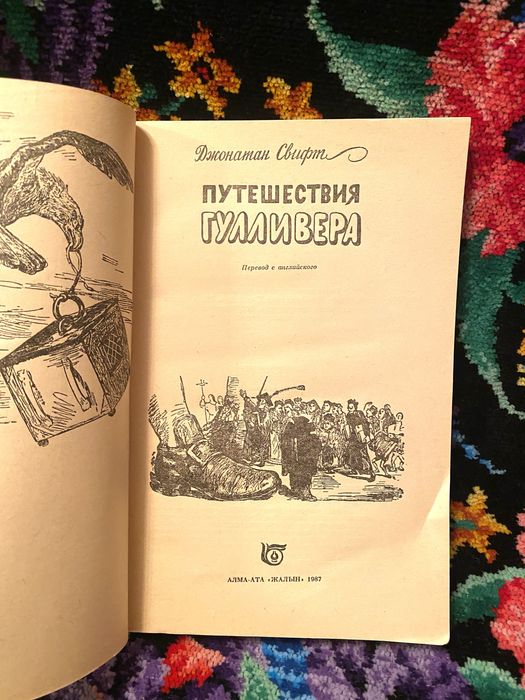 Джонатан Свифт
ПУТЕШЕСТВИЯ
ГУЛЛИВЕРА
Перевод с английского
АЛМА-АТА «ЖАЛЫН» 1987